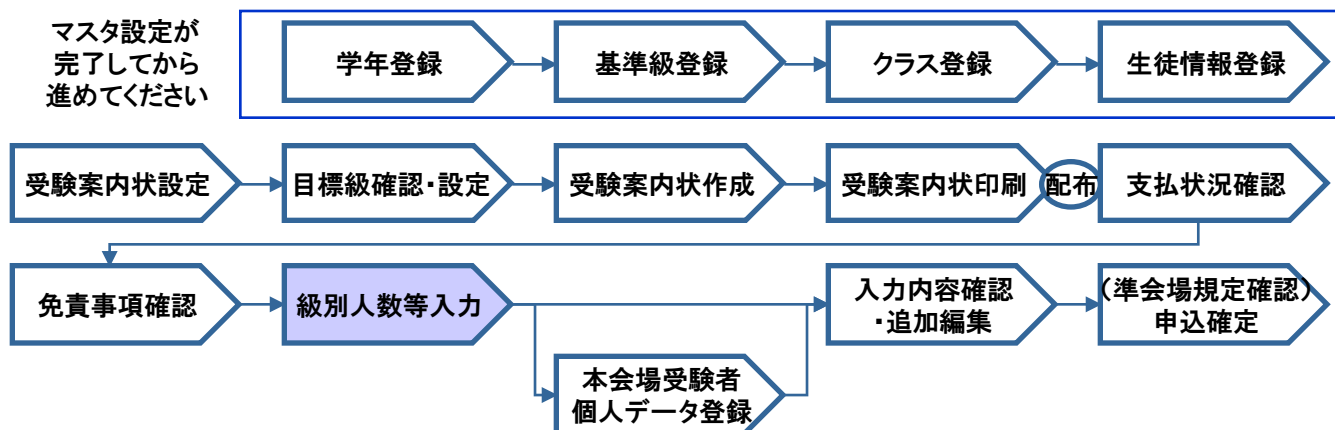 マスタ設定が
完了してから
進めてください
学年登録
基準級登録
クラス登録
生徒情報登録
受験案内状設定
目標級確認・設定
受験案内状作成
受験案内状印刷
配布
支払状況確認
免責事項確認
級別人数等入力
入力内容確認
・追加編集
（準会場規定確認）
申込確定
本会場受験者
個人データ登録